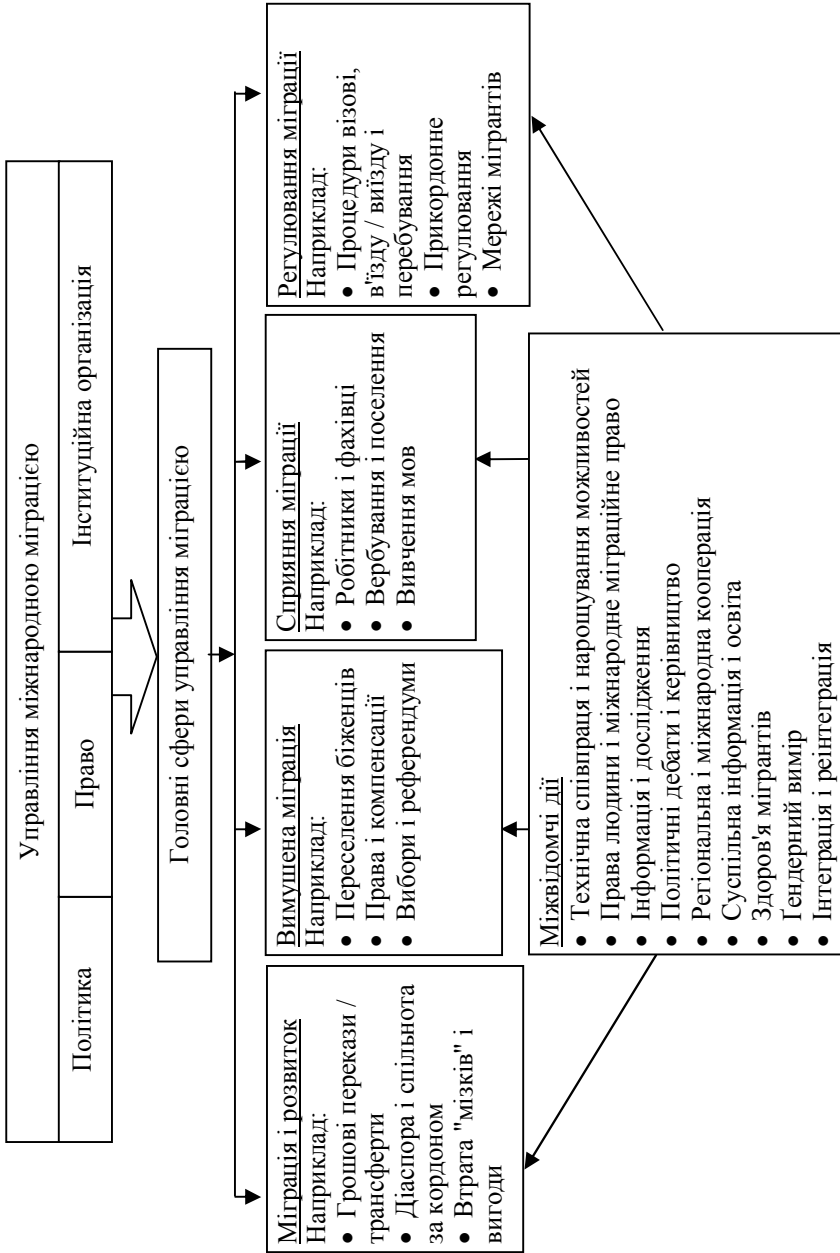 Управління міжнародною міграцією
Політика
Право
Інституційна організація
Головні сфери управління міграцією
Міграція і розвиток
Наприклад:
● Грошові перекази /
трансферти
● Діаспора і спільнота
за кордоном
● Втрата "мізків" і
вигоди
Вимушена міграція
Наприклад:
● Переселення біженців
● Права і компенсації
● Вибори і референдуми
Сприяння міграції
Наприклад:
● Робітники і фахівці
● Вербування і поселення
● Вивчення мов
Регулювання міграції
Наприклад:
● Процедури візові,
в'їзду / виїзду і
перебування
● Прикордонне
регулювання
● Мережі мігрантів
Міжвідомчі дії
● Технічна співпраця і нарощування можливостей
● Права людини і міжнародне міграційне право
● Інформація і дослідження
● Політичні дебати і керівництво
● Регіональна і міжнародна кооперація
● Суспільна інформація і освіта
● Здоров'я мігрантів
● Ґендерний вимір
● Інтеграція і реінтеграція